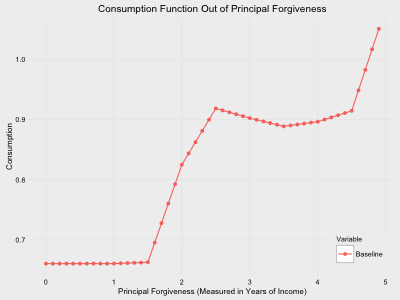 Consumption Function Out of Principal Forgiveness
Consumption
1.0
0.9
0.8
0.7
0
1
2
3
4
5
Principal Forgiveness (Measured in Years of Income)
Variable
Baseline